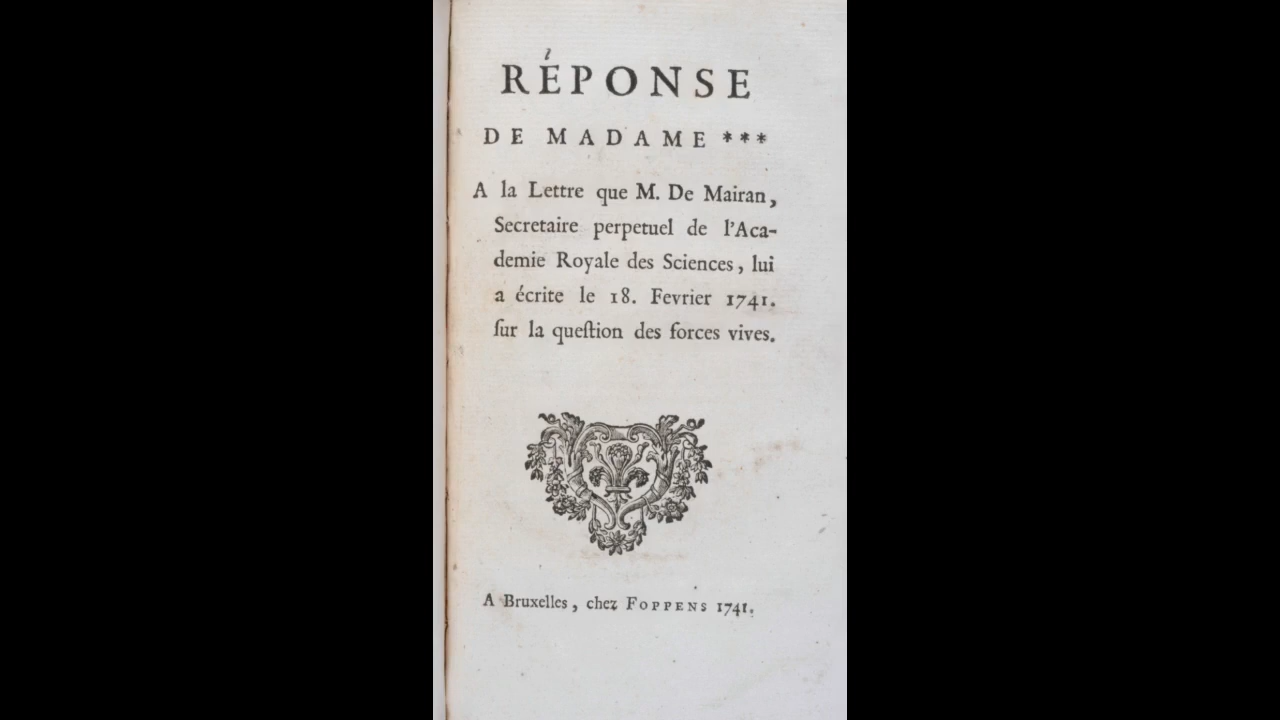 RÉPONSE
DE MADAME ***
A la Lettre que M. De Mairan,
Secretaire perpetuel de l'Aca-
demie Royale des Sciences, lui
a écrite le 18. Fevrier 1741.
ſur la queſtion des forces vives.
A Bruxelles, chez FOPPENS 1741.